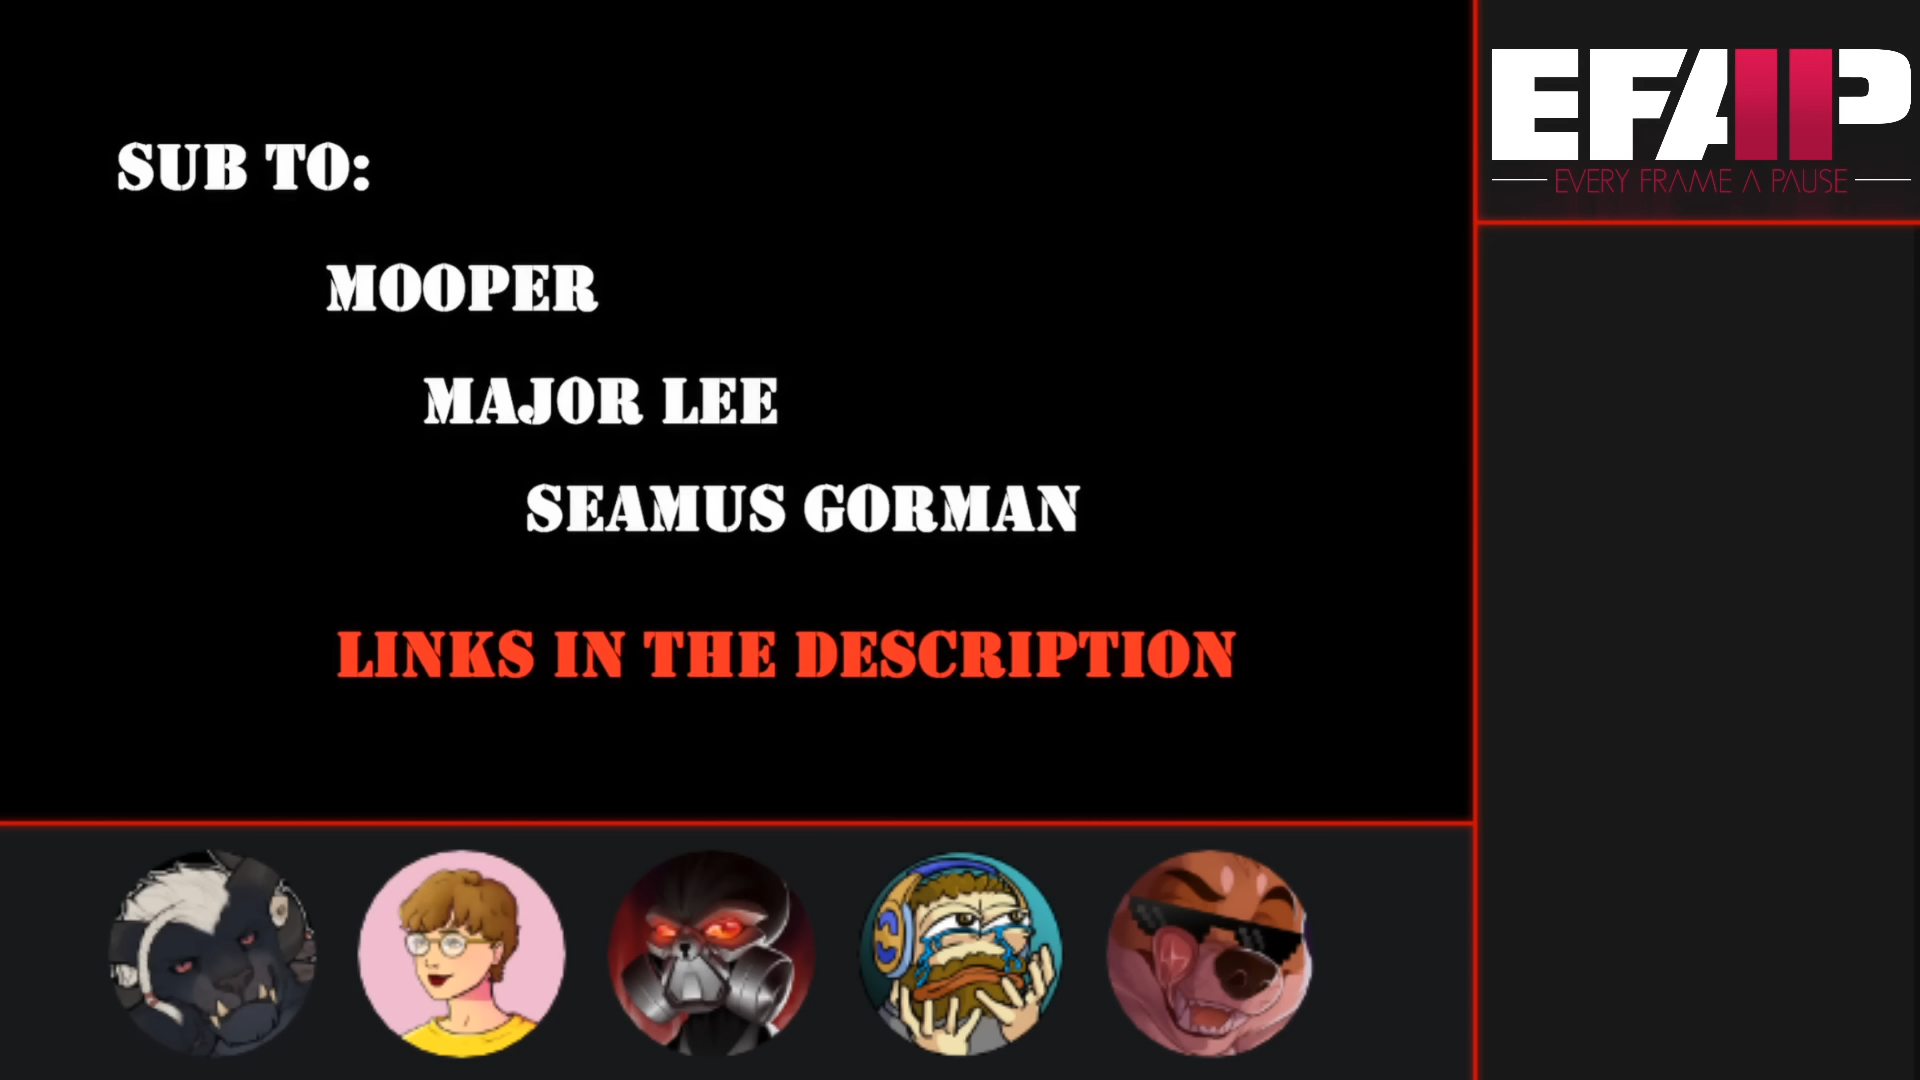 SUB TO:
MOOPER
MAJOR LEE
SEAMUS GORMAN
LINKS IN THE DESCRIPTION
EFAP
EVERY FRAME A PAUSE